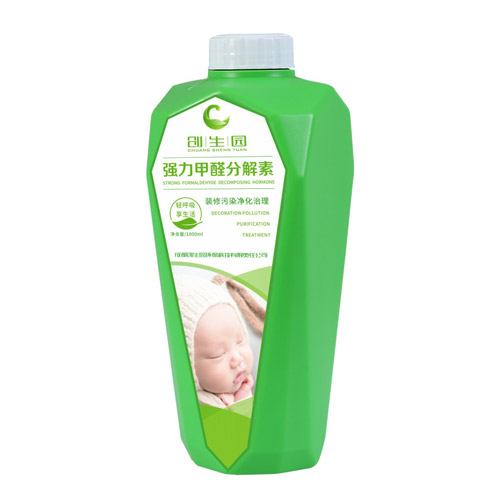 创生园
CHUANG SHENG YUAN
强力甲醛分解素
STRONG FORMALDEHYDE DECOMPOSING HORMONE
轻呼吸
享生活
净含量/1000ml
装修污染净化治理
DECORATION POLLUTION
PURIFICATION
TREATMENT